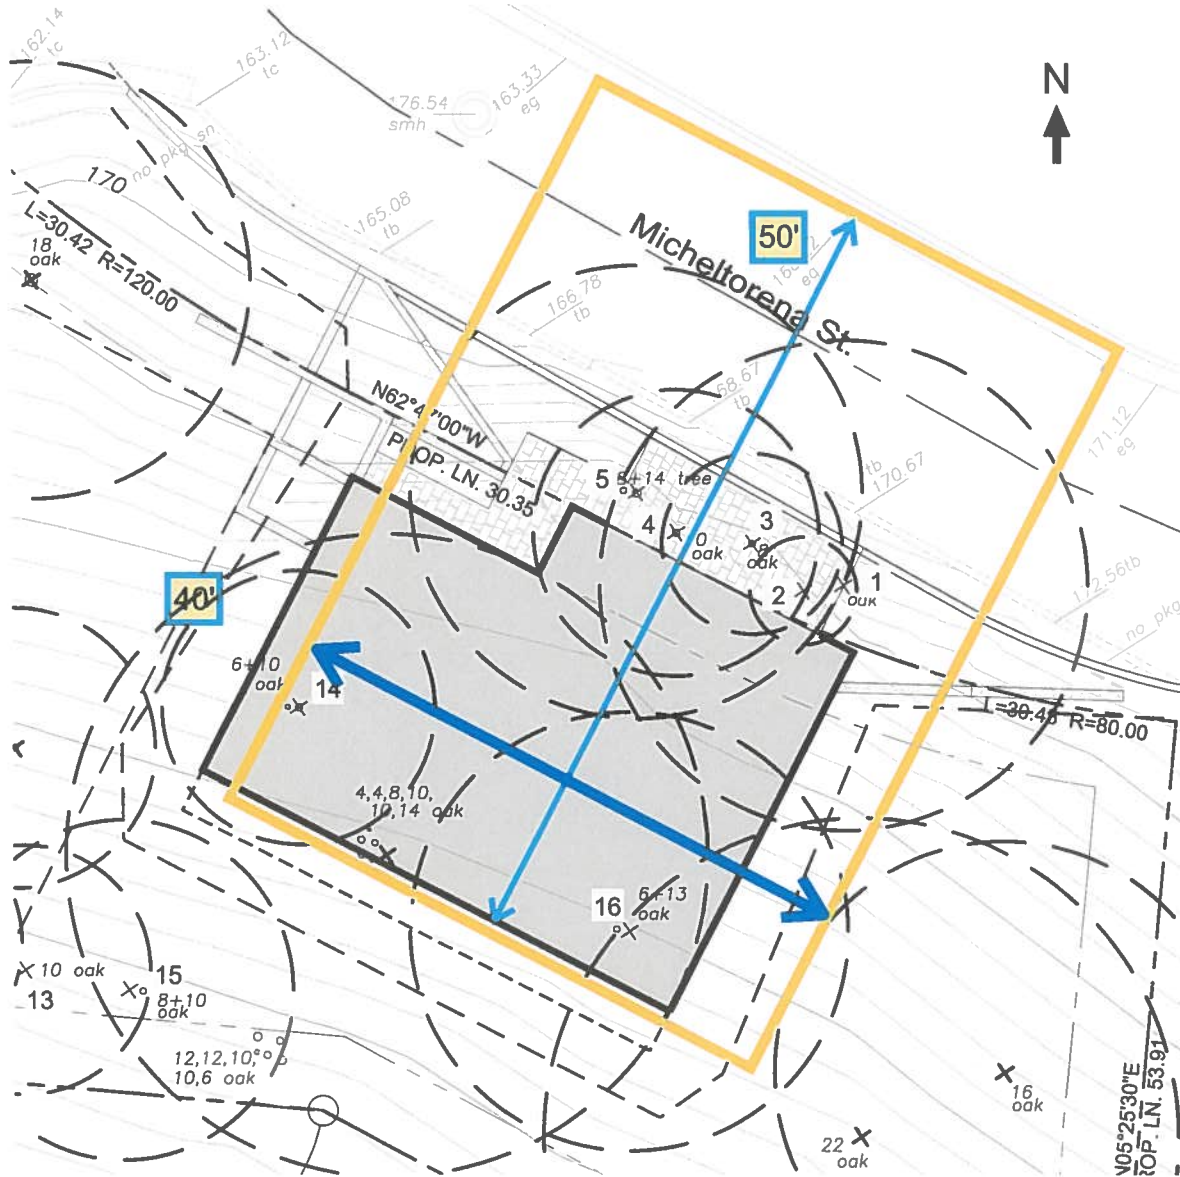 162.14
tc
163.12
tc
176.54
smh
163.33
eg
N
no pkg sn
170
165.08
tb
L=30.42 R=120.00
18
oak
50'
Micheltorena St.
eg
166.78
tb
68.67
tb
171.12
eg
N62°47'00"W
PROP. LN. 30.35
tb
170.67
5
5+14 tree
4
0
oak
3
8
oak
2
1
oak
172.56tb
no pkg
40'
6+10
oak
14
L=30.45 R=80.00
4,4,8,10,
10,14 oak
16
6+13
oak
10 oak
13
15
8+10
oak
12,12,10,
10,6 oak
16
oak
22
oak
N05°25'30"E
PROP. LN. 53.91